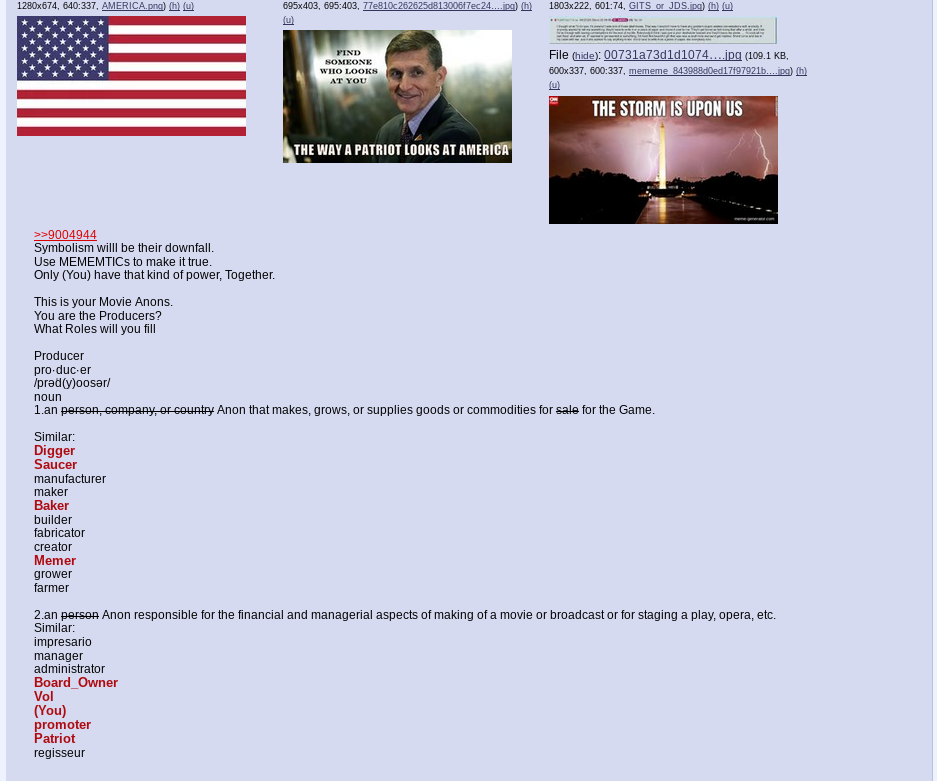 1280x674, 640:337, AMERICA.png) (h) (u)
695x403, 695:403, 77e810c262625d813006f7ec24….jpg) (h)
(u)
FIND
SOMEONE
WHO LOOKS
AT YOU
THE WAY A PATRIOT LOOKS AT AMERICA
1803x222, 601:74, GITS_or_JDS.jpg) (h) (u)
File (hide): 00731a73d1d1074….jpg (109.1 KB,
600x337, 600:337, mememe_843988d0ed17f97921b….jpg) (h)
(u)
CNN
THE STORM IS UPON US
meme-generator.com
>>9004944
Symbolism willl be their downfall.
Use MEMEMTICs to make it true.
Only (You) have that kind of power, Together.
This is your Movie Anons.
You are the Producers?
What Roles will you fill
Producer
pro·duc·er
/prəd(y)oosər/
noun
1.an person, company, or country Anon that makes, grows, or supplies goods or commodities for sale for the Game.
Similar:
Digger
Saucer
manufacturer
maker
Baker
builder
fabricator
creator
Memer
grower
farmer
2.an person Anon responsible for the financial and managerial aspects of making of a movie or broadcast or for staging a play, opera, etc.
Similar:
impresario
manager
administrator
Board_Owner
Vol
(You)
promoter
Patriot
regisseur